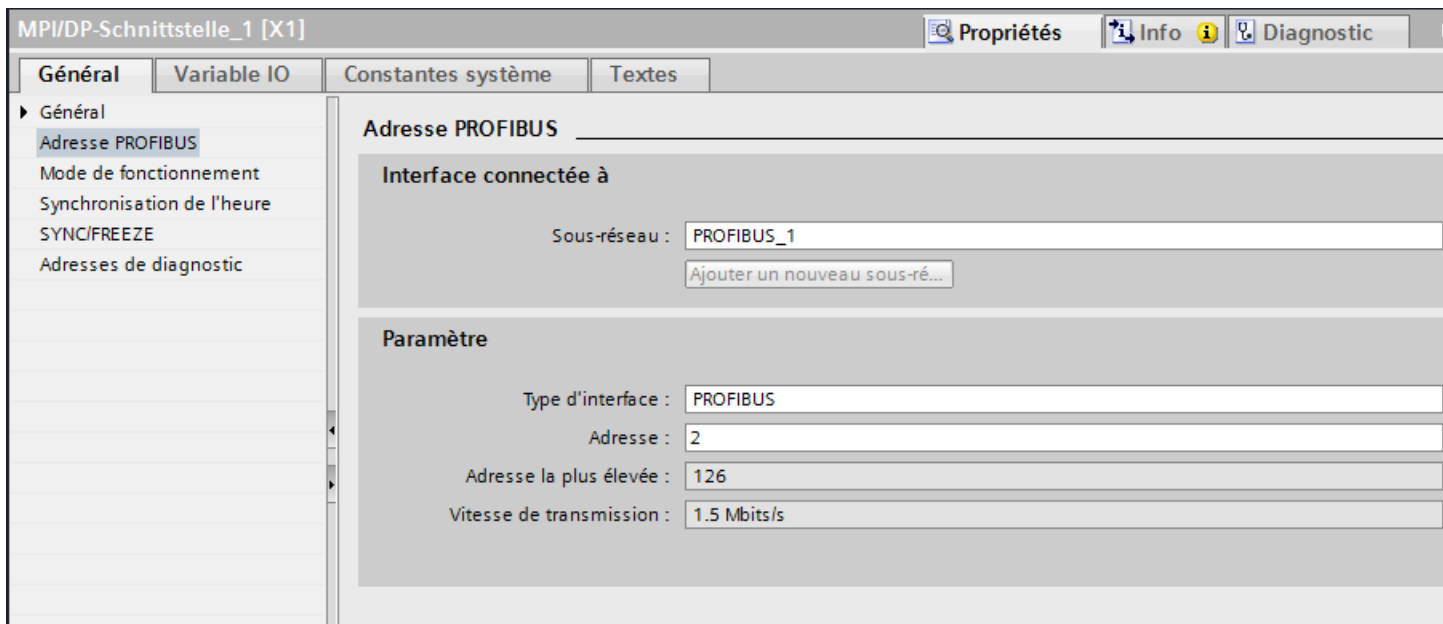 MPI/DP-Schnittstelle_1 [X1]
Propriétés
Info
Diagnostic
Général
Variable IO
Constantes système
Textes
Général
Adresse PROFIBUS
Mode de fonctionnement
Synchronisation de l'heure
SYNC/FREEZE
Adresses de diagnostic
Adresse PROFIBUS
Interface connectée à
Sous-réseau : PROFIBUS_1
Ajouter un nouveau sous-ré...
Paramètre
Type d'interface : PROFIBUS
Adresse : 2
Adresse la plus élevée : 126
Vitesse de transmission : 1.5 Mbits/s